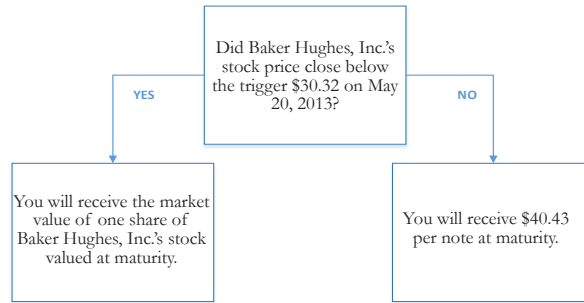 Did Baker Hughes, Inc.'s
stock price close below
the trigger $30.32 on May
20, 2013?
YES
NO
You will receive the market
value of one share of
Baker Hughes, Inc.'s stock
valued at maturity.
You will receive $40.43
per note at maturity.